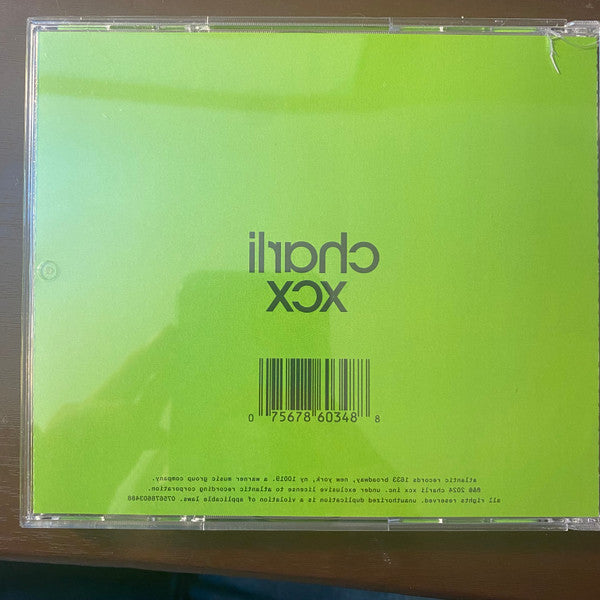 charli
xcx
0 75678 60348 8
atlantic records 1633 broadway, new york, ny 10019. a warner music group company.
℗&© 2024 charli xcx inc. under exclusive license to atlantic recording corporation.
all rights reserved. unauthorized duplication is a violation of applicable laws. 075678603488